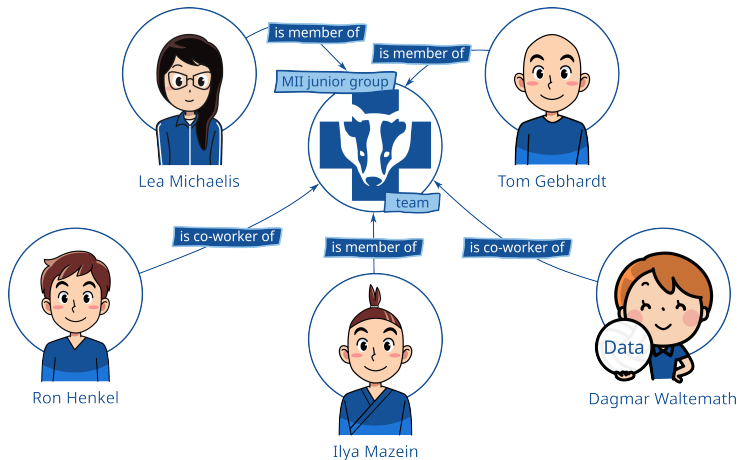 is member of
is member of
MII junior group
Lea Michaelis
Tom Gebhardt
team
is co-worker of
is member of
is co-worker of
Data
Ron Henkel
Dagmar Waltemath
Ilya Mazein